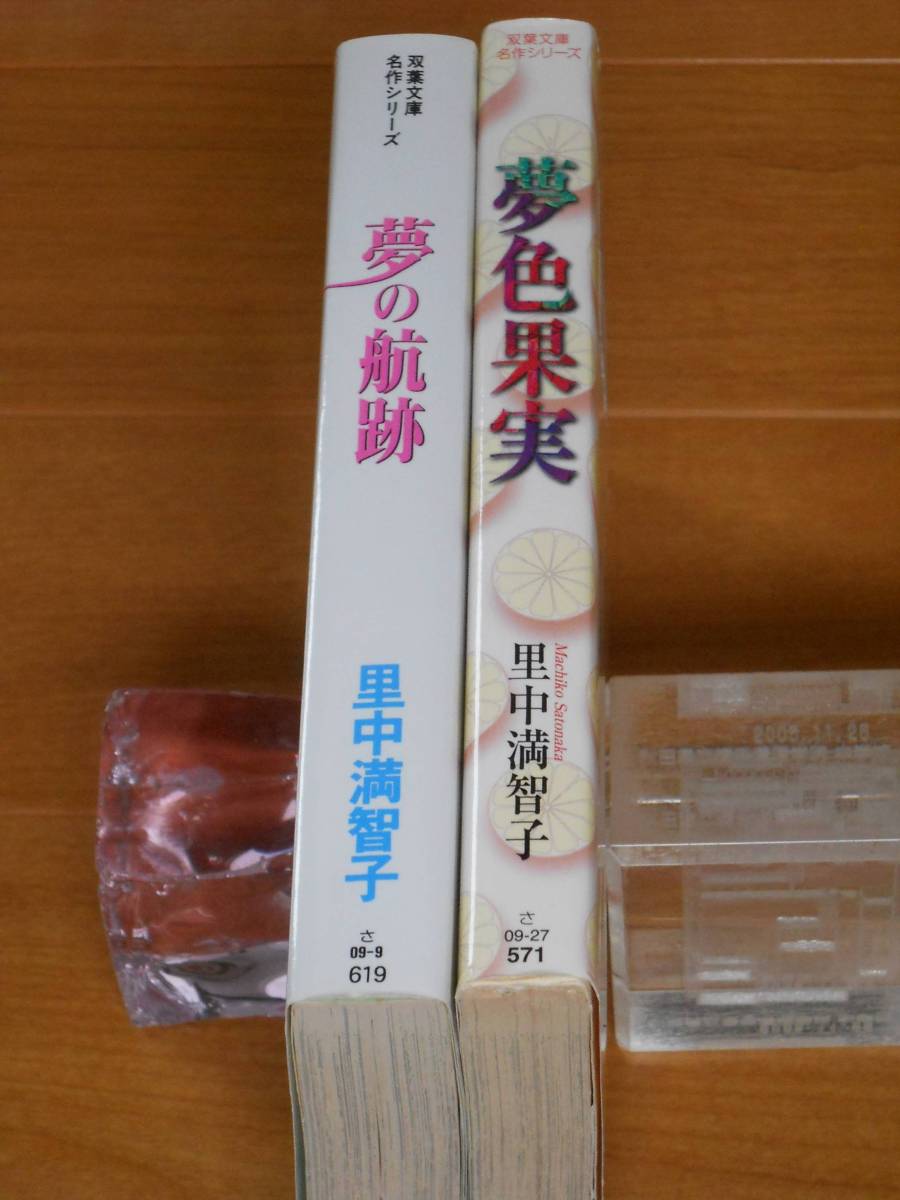 双葉文庫
名作シリーズ
夢の航跡
里中満智子
さ
09-9
619
双葉文庫
名作シリーズ
夢色果実
Machiko Satonaka
里中満智子
さ
09-27
571